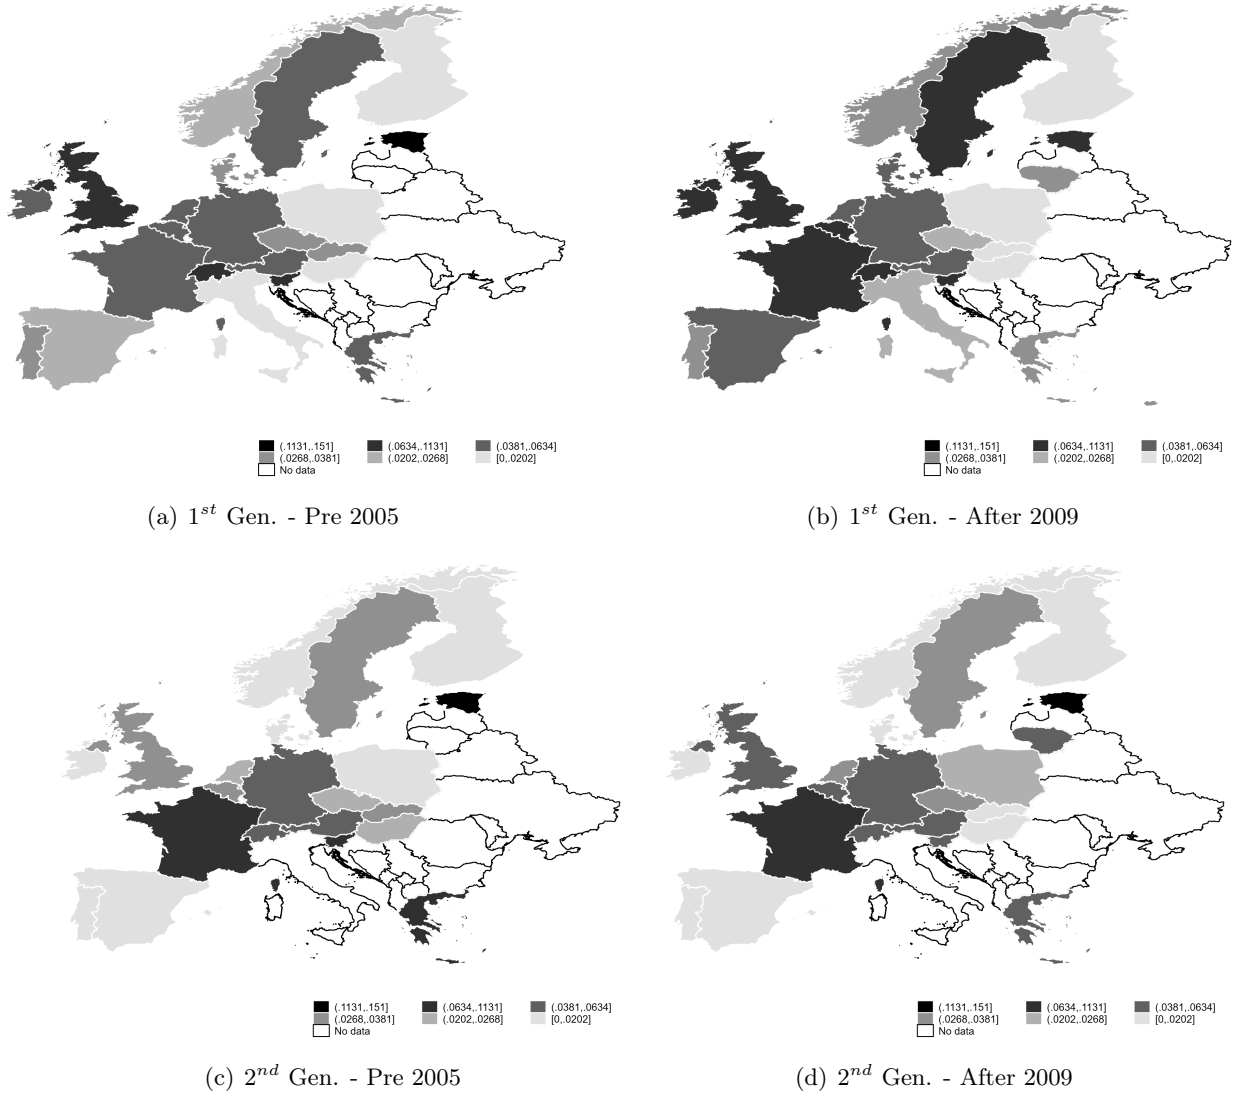 (.1131,.151] (.0634,.1131] (.0381,.0634]
(.0268,.0381] (.0202,.0268] [0,.0202]
No data
(.1131,.151] (.0634,.1131] (.0381,.0634]
(.0268,.0381] (.0202,.0268] [0,.0202]
No data
(a) 1st Gen. - Pre 2005
(b) 1st Gen. - After 2009
(.1131,.151] (.0634,.1131] (.0381,.0634]
(.0268,.0381] (.0202,.0268] [0,.0202]
No data
(.1131,.151] (.0634,.1131] (.0381,.0634]
(.0268,.0381] (.0202,.0268] [0,.0202]
No data
(c) 2nd Gen. - Pre 2005
(d) 2nd Gen. - After 2009